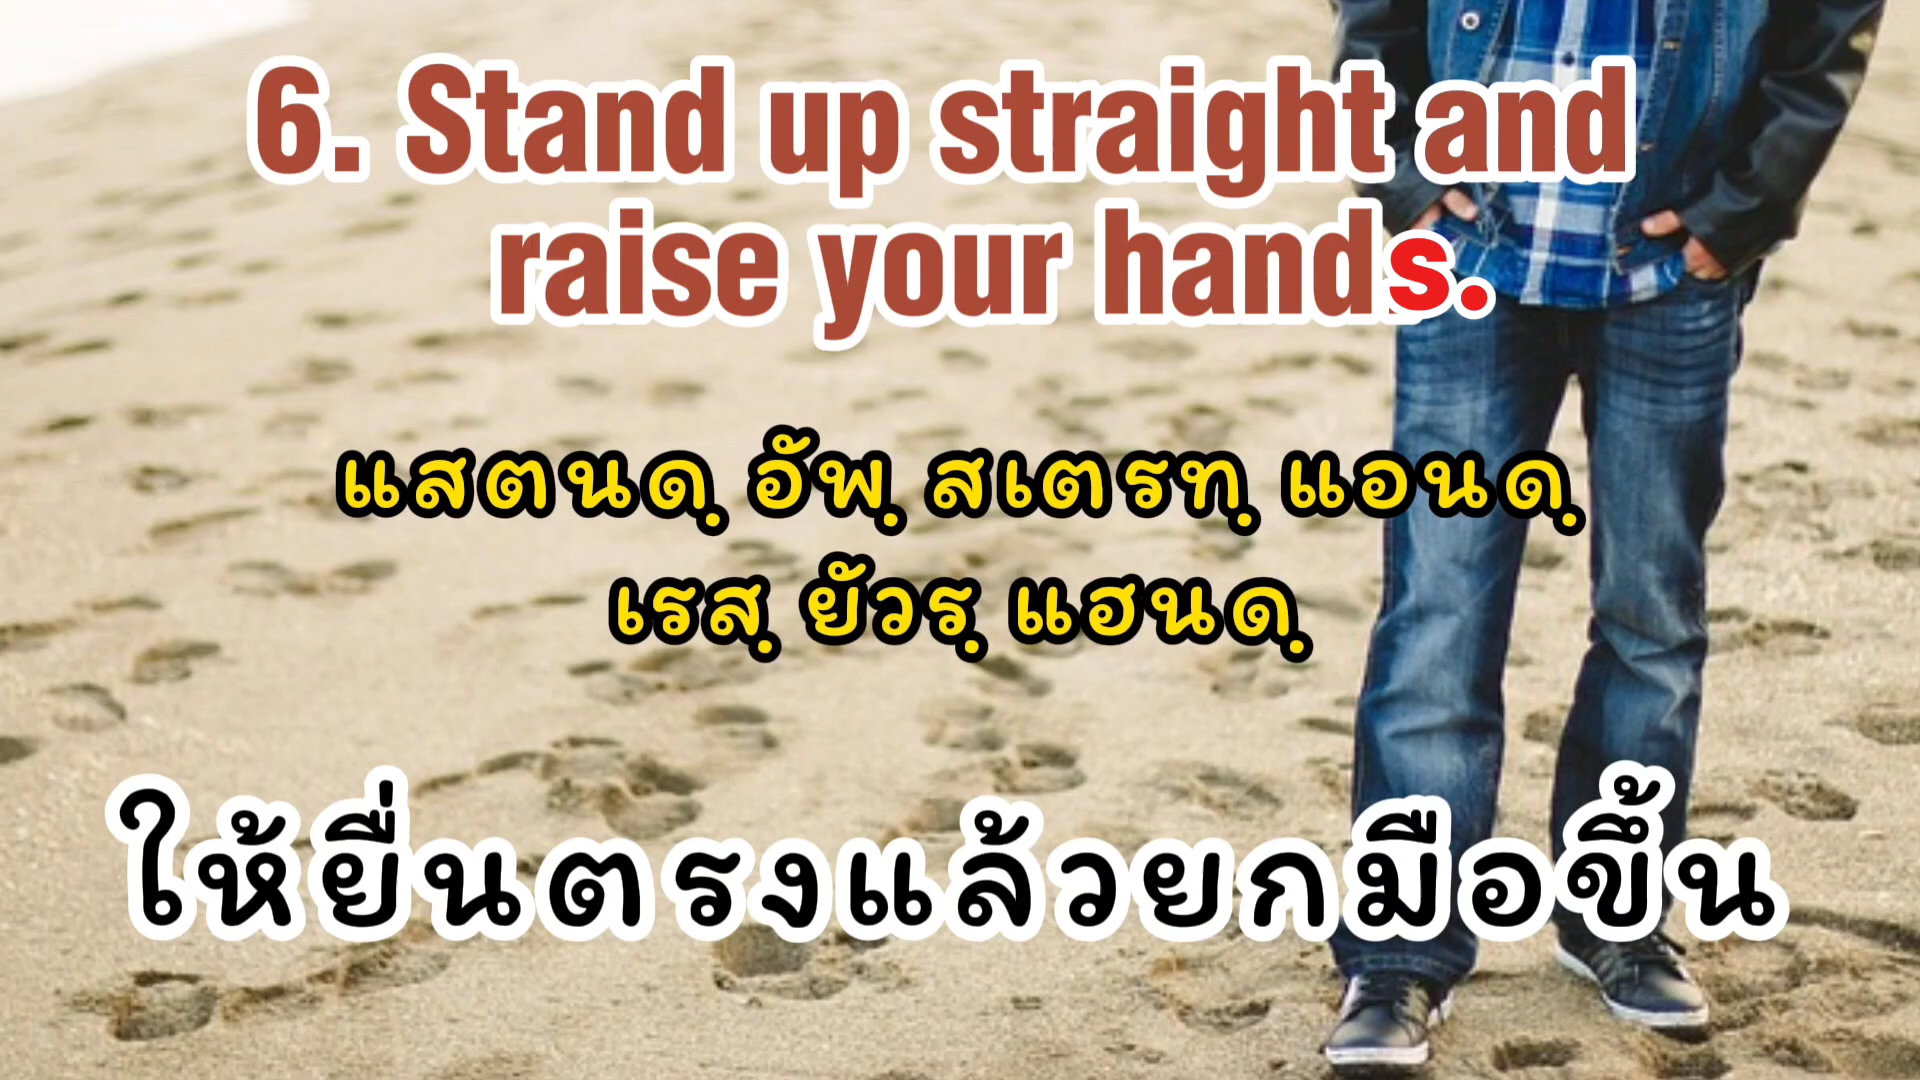 6. Stand up straight and
raise your hands.
แสตนดฺ อัพฺ สเตรทฺ แอนดฺ
เรสฺ ยัวรฺ แฮนดฺ
ให้ยื่นตรงแล้วยกมือขึ้น